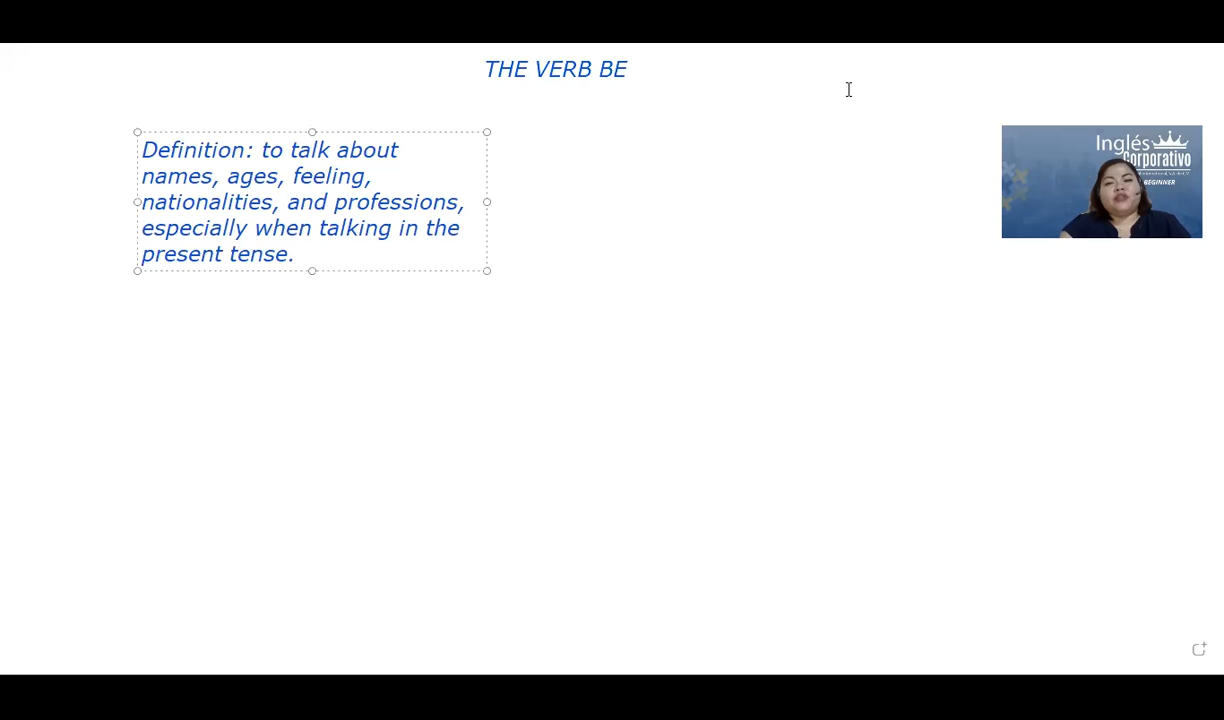 THE VERB BE
Definition: to talk about
names, ages, feeling,
nationalities, and professions,
especially when talking in the
present tense.
Inglés
Corporativo
BEGINNER